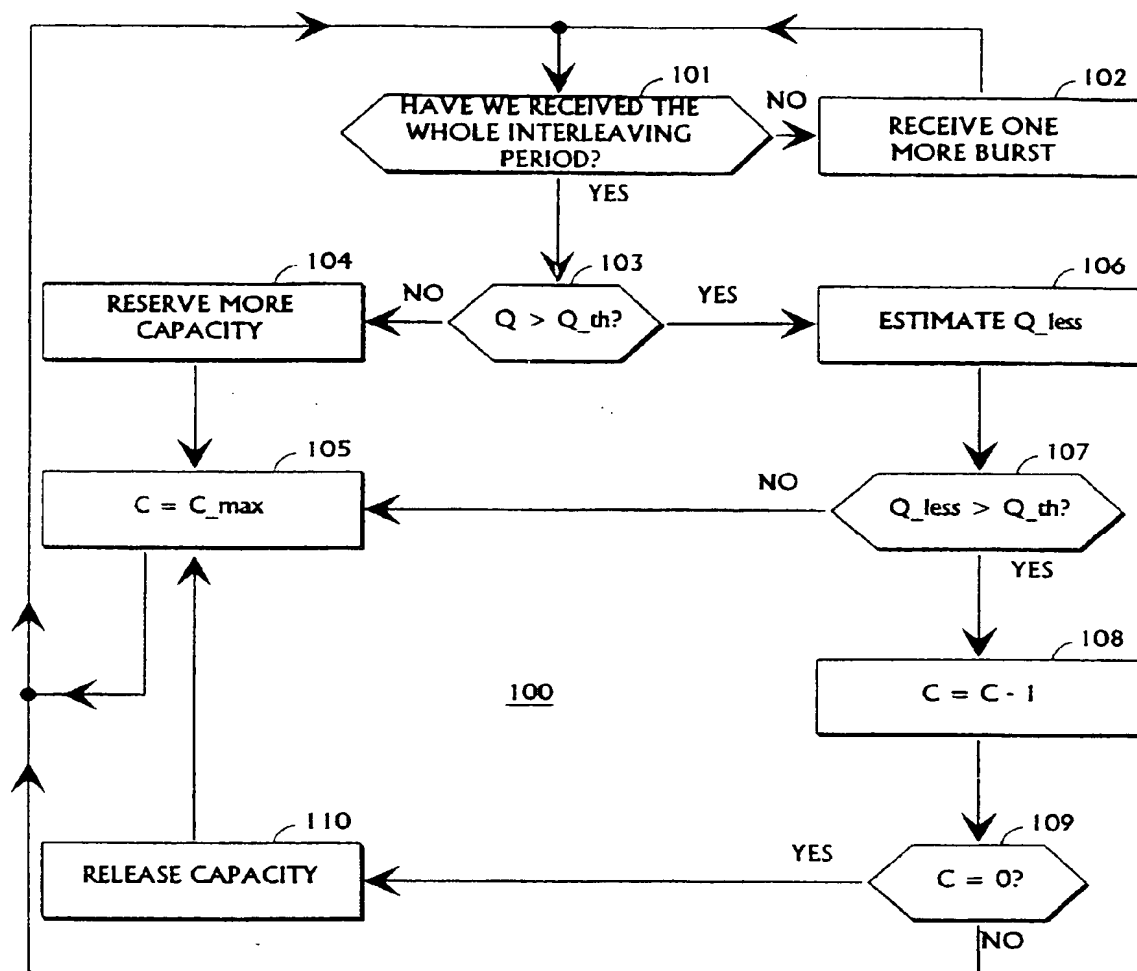 101
HAVE WE RECEIVED THE
WHOLE INTERLEAVING
PERIOD?
NO
102
RECEIVE ONE
MORE BURST
YES
104
RESERVE MORE
CAPACITY
NO
103
Q > Q_th?
YES
106
ESTIMATE Q_less
105
C = C_max
NO
107
Q_less > Q_th?
YES
108
C = C - 1
100
110
RELEASE CAPACITY
YES
109
C = 0?
NO